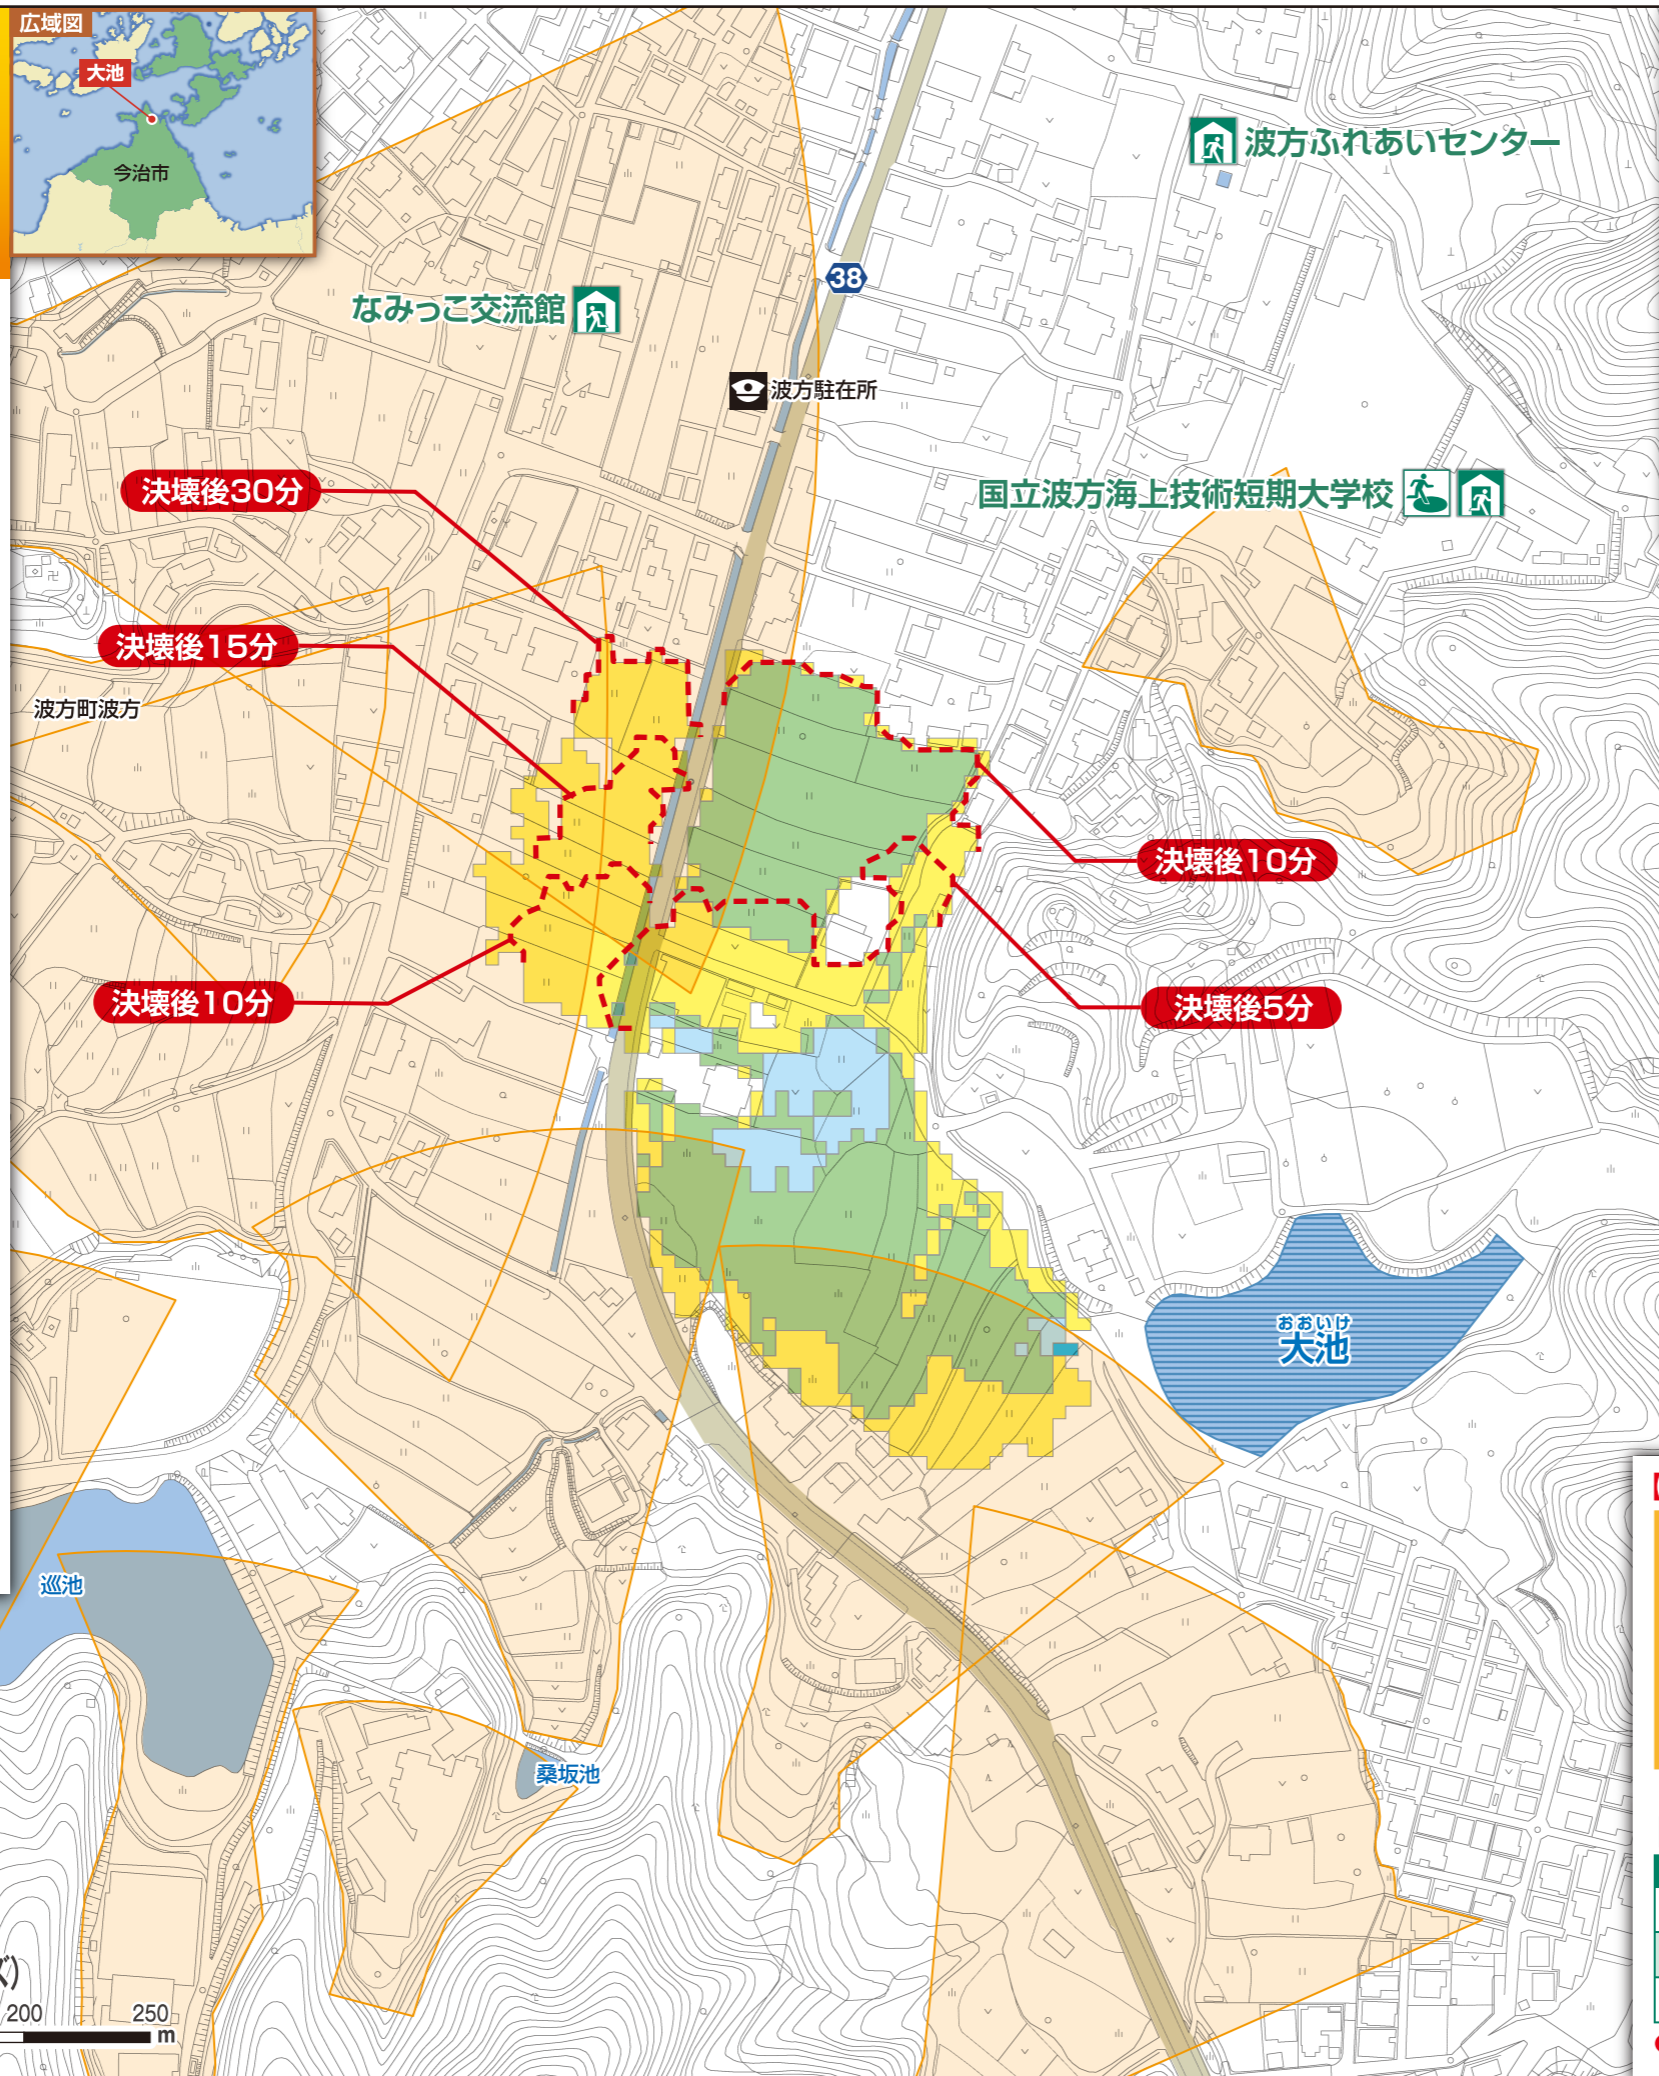 広域図
大池
今治市
波方ふれあいセンター
38
なみっこ交流館
波方駐在所
決壊後30分
国立波方海上技術短期大学校
決壊後15分
波方町波方
決壊後10分
決壊後10分
決壊後5分
おおいけ
大池
巡池
桑坂池
200
250
m